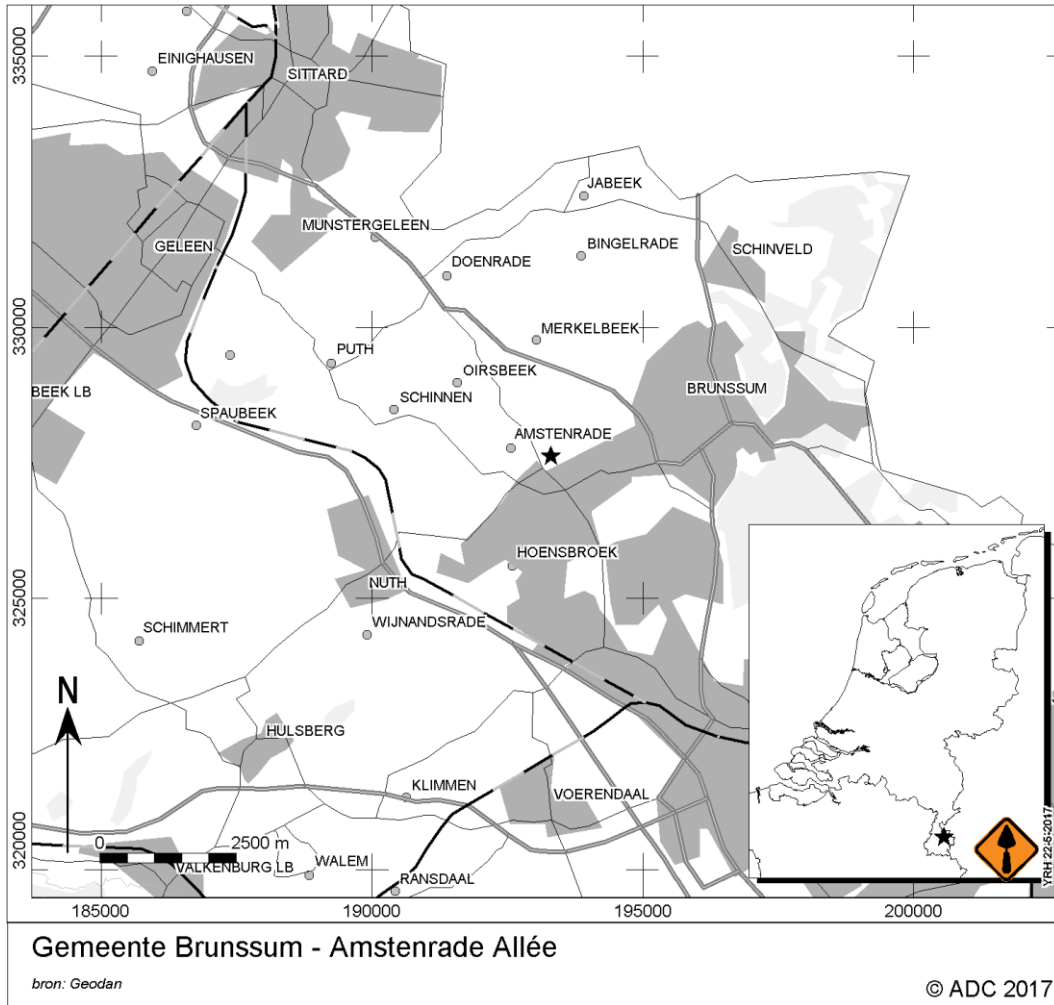 EINIGHAUSEN
SITTARD
335000
JABEEK
MUNSTERGELEEN
GELEEN
BINGELRADE
SCHINVELD
DOENRADE
330000
MERKELBEEK
PUTH
OIRSBEEK
BRUNSSUM
BEEK LB
SCHINNEN
SPAUBEEK
AMSTENRADE
HOENSBROEK
NUTH
325000
SCHIMMERT
WIJNANDSRADE
N
HULSBERG
KLIMMEN
VOERENDAAL
320000
0 2500 m
VALKENBURG LB
WALEM
RANSDAAL
YRH 22-5-2017
185000 190000 195000 200000
Gemeente Brunssum - Amstenrade Allée
bron: Geodan
© ADC 2017